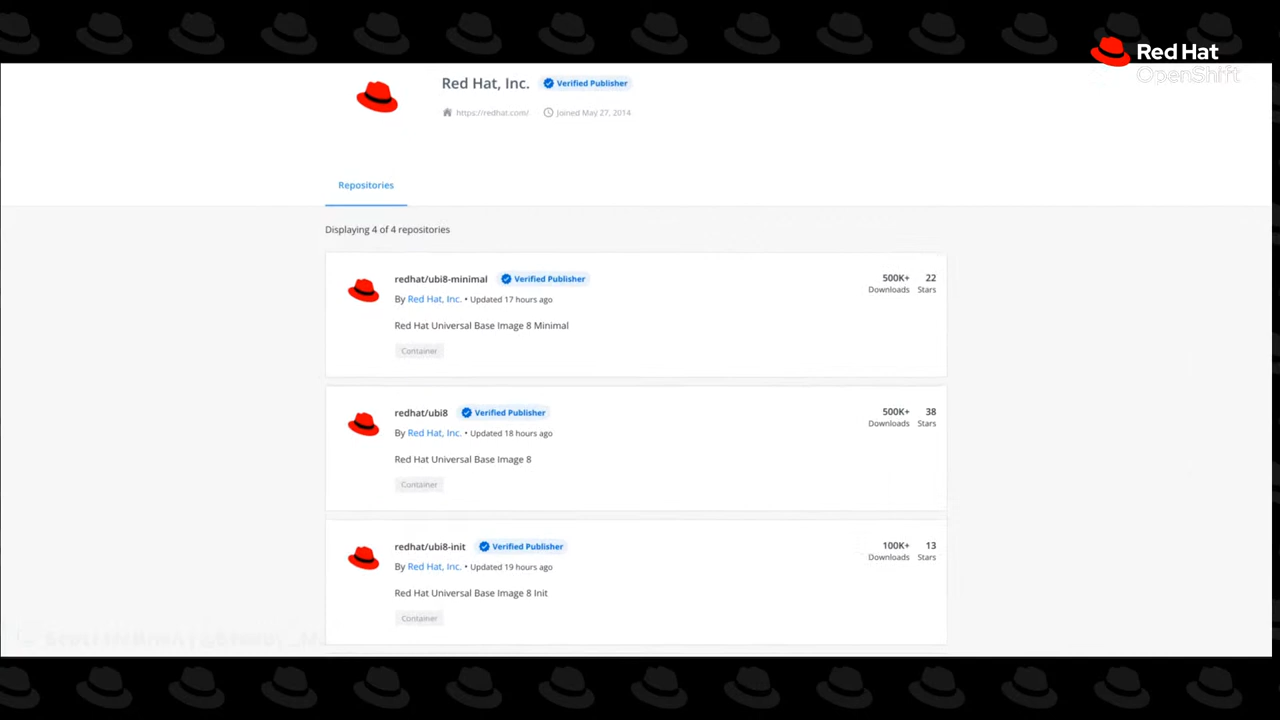 Red Hat
OpenShift
Red Hat, Inc. Verified Publisher
https://redhat.com/ Joined May 27, 2014
Repositories
Displaying 4 of 4 repositories
redhat/ubi8-minimal Verified Publisher
500K+ 22
Downloads Stars
By Red Hat, Inc. • Updated 17 hours ago
Red Hat Universal Base Image 8 Minimal
Container
redhat/ubi8 Verified Publisher
500K+ 38
Downloads Stars
By Red Hat, Inc. • Updated 18 hours ago
Red Hat Universal Base Image 8
Container
redhat/ubi8-init Verified Publisher
100K+ 13
Downloads Stars
By Red Hat, Inc. • Updated 19 hours ago
Red Hat Universal Base Image 8 Init
Container